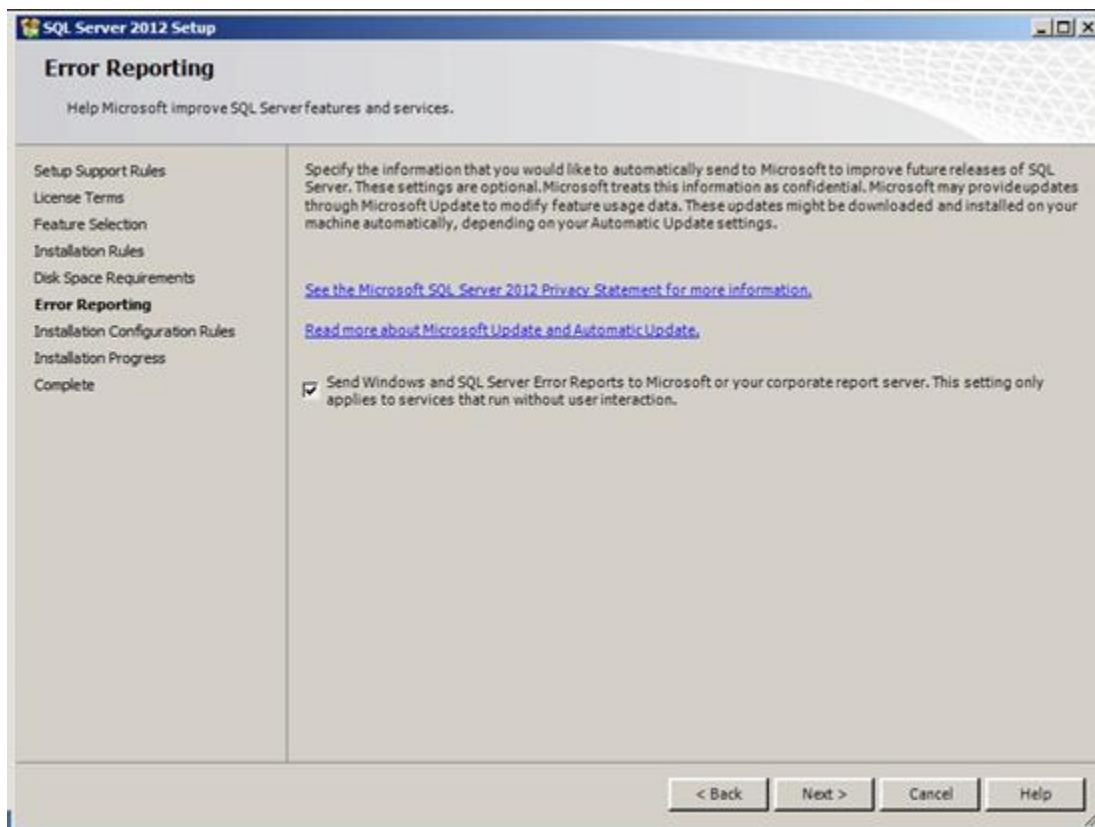 SQL Server 2012 Setup
Error Reporting
Help Microsoft improve SQL Server features and services.
Setup Support Rules
License Terms
Feature Selection
Installation Rules
Disk Space Requirements
Error Reporting
Installation Configuration Rules
Installation Progress
Complete
Specify the information that you would like to automatically send to Microsoft to improve future releases of SQL
Server. These settings are optional. Microsoft treats this information as confidential. Microsoft may provide updates
through Microsoft Update to modify feature usage data. These updates might be downloaded and installed on your
machine automatically, depending on your Automatic Update settings.
See the Microsoft SQL Server 2012 Privacy Statement for more information.
Read more about Microsoft Update and Automatic Update.
Send Windows and SQL Server Error Reports to Microsoft or your corporate report server. This setting only
applies to services that run without user interaction.
< Back
Next >
Cancel
Help